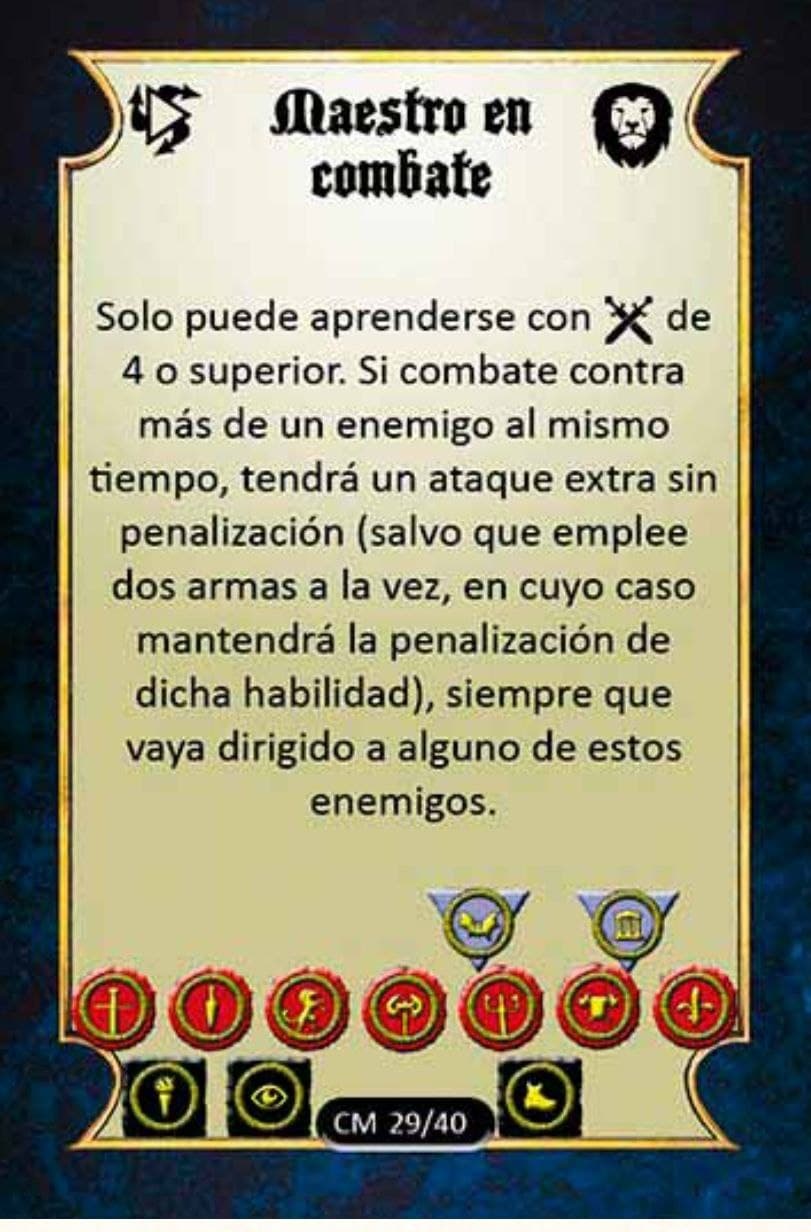 Maestro en
combate
Solo puede aprenderse con de
4 o superior. Si combate contra
más de un enemigo al mismo
tiempo, tendrá un ataque extra sin
penalización (salvo que emplee
dos armas a la vez, en cuyo caso
mantendrá la penalización de
dicha habilidad), siempre que
vaya dirigido a alguno de estos
enemigos.
CM 29/40